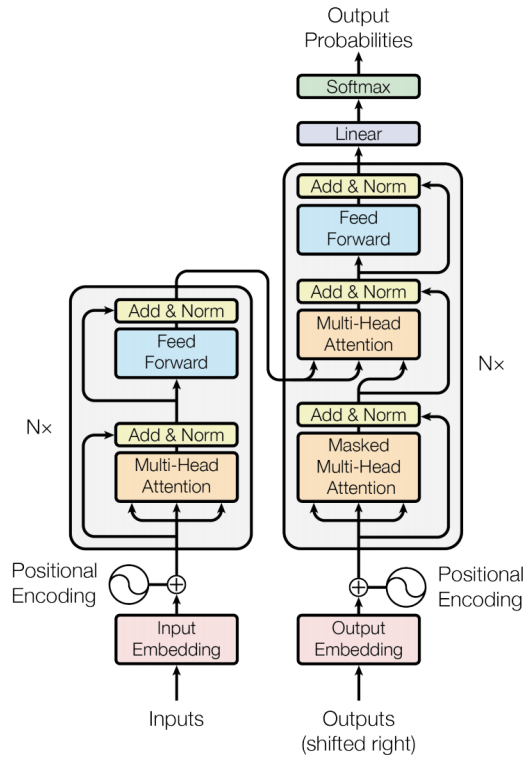 Output
Probabilities
Softmax
Linear
Add & Norm
Feed
Forward
Add & Norm
Multi-Head
Attention
Add & Norm
Masked
Multi-Head
Attention
N×
Add & Norm
Feed
Forward
Add & Norm
Multi-Head
Attention
N×
Positional
Encoding
Positional
Encoding
Input
Embedding
Output
Embedding
Inputs
Outputs
(shifted right)